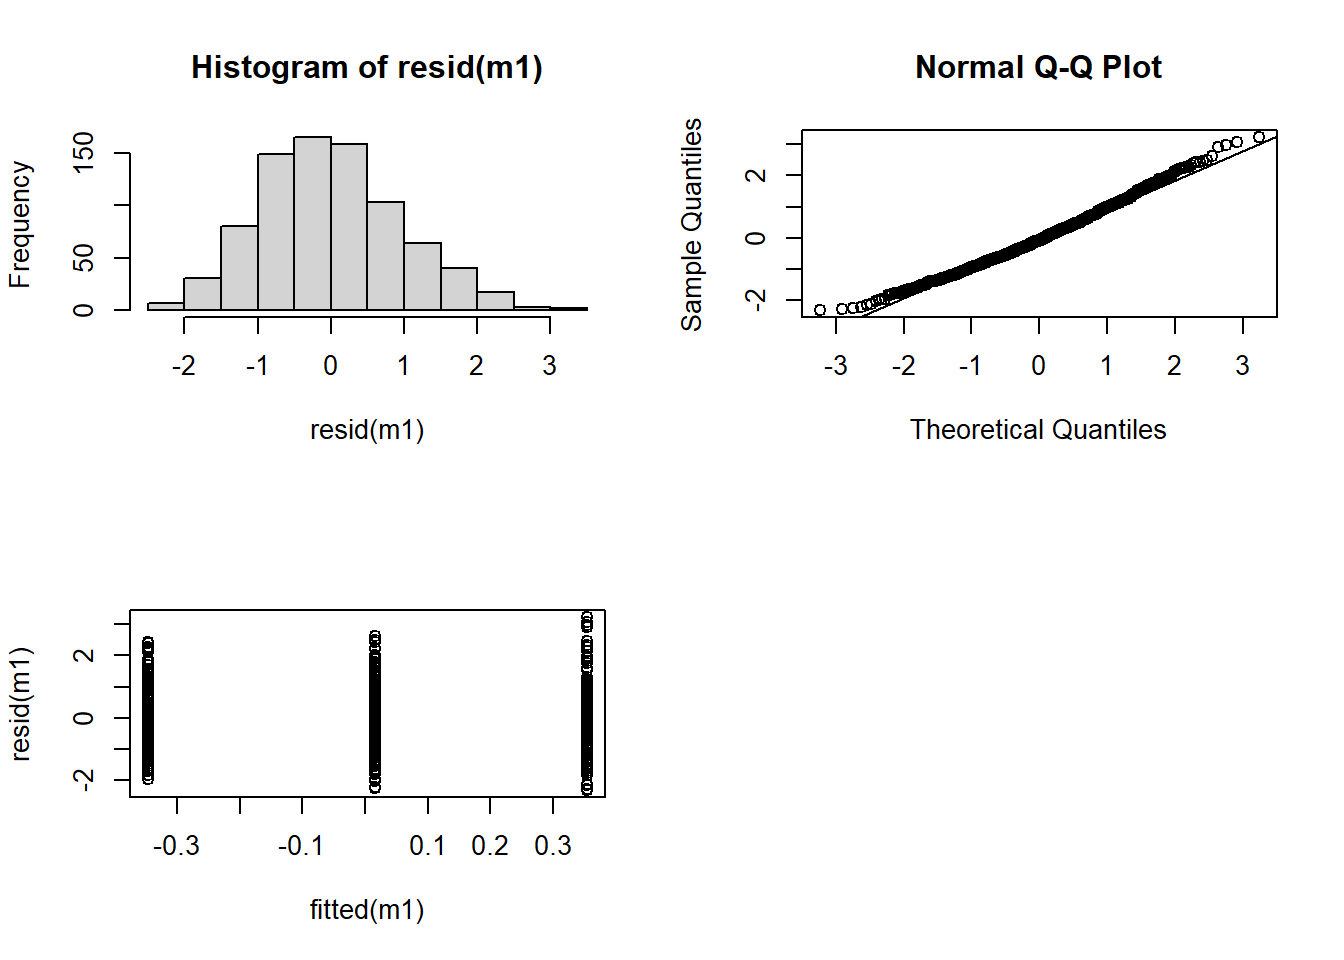 Histogram of resid(m1)
Frequency
0
50
150
-2 -1 0 1 2 3
resid(m1)
Normal Q-Q Plot
Sample Quantiles
-2
0
2
-3 -2 -1 0 1 2 3
Theoretical Quantiles
resid(m1)
-2
0
2
-0.3 -0.1 0.1 0.2 0.3
fitted(m1)